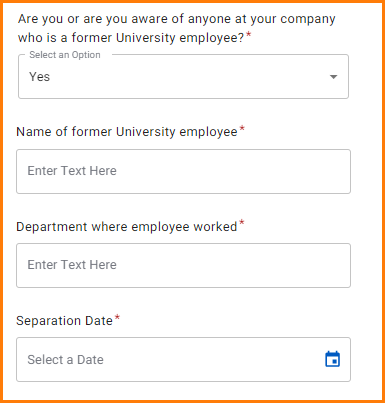 Are you or are you aware of anyone at your company
who is a former University employee?*
Select an Option
Yes
Name of former University employee*
Enter Text Here
Department where employee worked*
Enter Text Here
Separation Date*
Select a Date